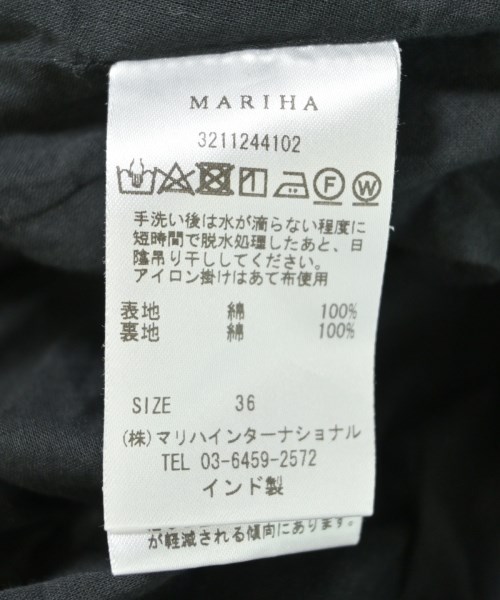 MARIHA
3211244102
F W
手洗い後は水が滴らない程度に
短時間で脱水処理したあと、日
陰吊り干ししてください。
アイロン掛けはあて布使用
表地 綿 100%
裏地 綿 100%
SIZE 36
(株)マリハインターナショナル
TEL 03-6459-2572
インド製
が軽減される傾向にあります。